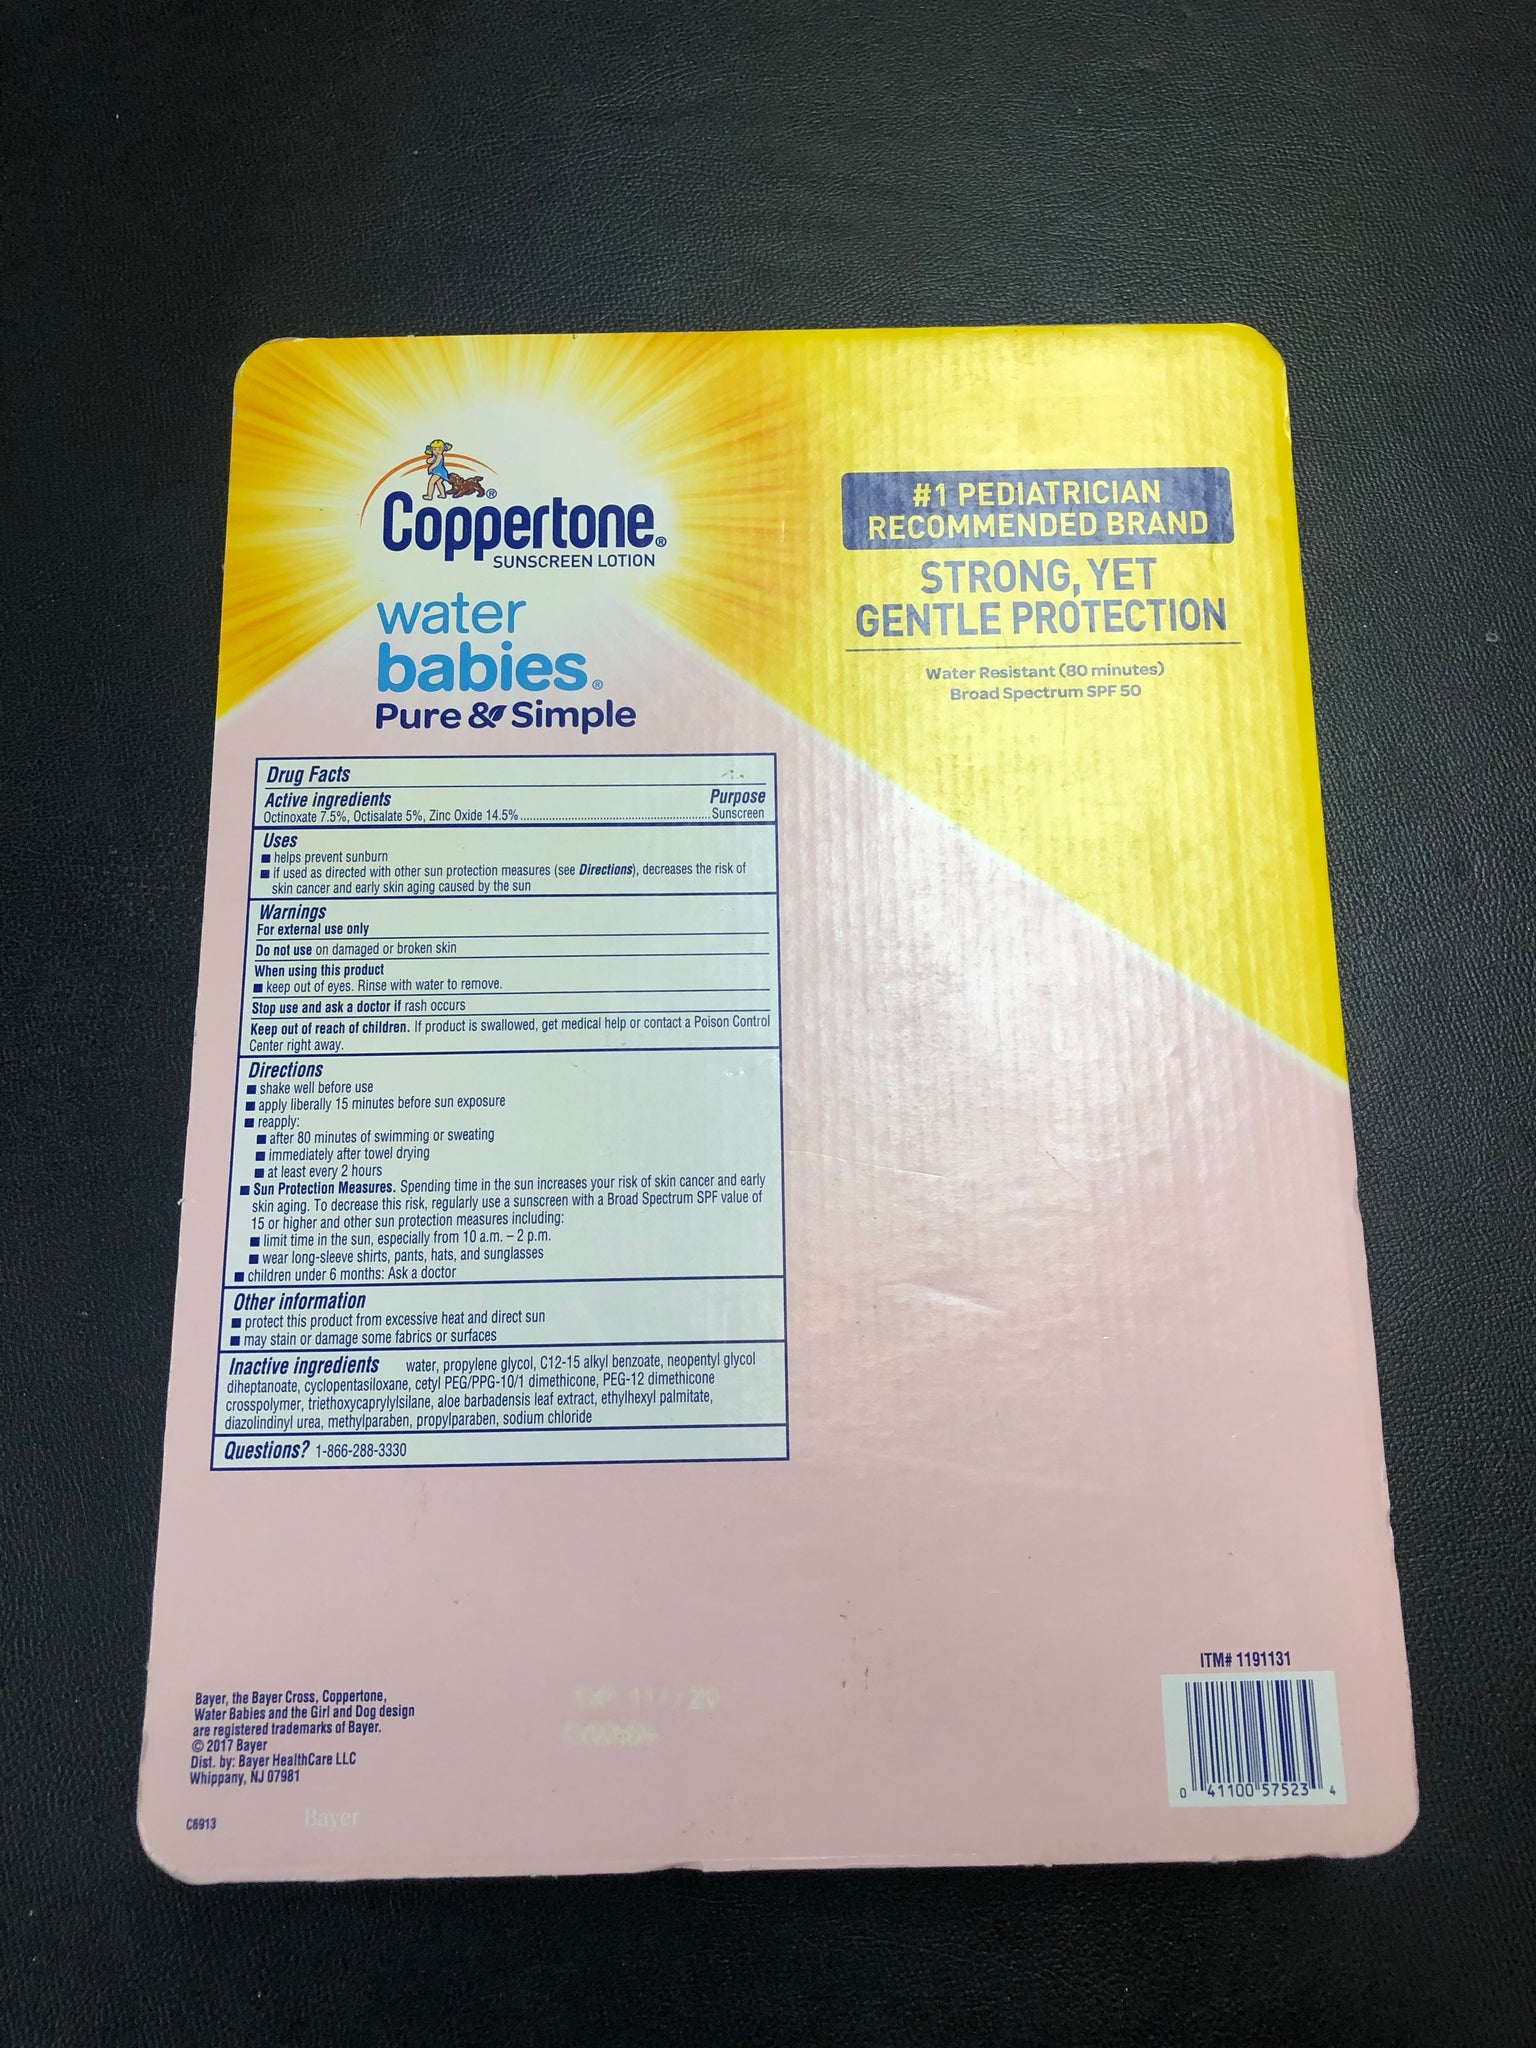 Coppertone®
SUNSCREEN LOTION
water
babies®
Pure & Simple
#1 PEDIATRICIAN
RECOMMENDED BRAND
STRONG, YET
GENTLE PROTECTION
Water Resistant (80 minutes)
Broad Spectrum SPF 50
Drug Facts
Active ingredients Purpose
Octinoxate 7.5%, Octisalate 5%, Zinc Oxide 14.5%.....................................................Sunscreen
Uses
■ helps prevent sunburn
■ if used as directed with other sun protection measures (see Directions), decreases the risk of
skin cancer and early skin aging caused by the sun
Warnings
For external use only
Do not use on damaged or broken skin
When using this product
■ keep out of eyes. Rinse with water to remove.
Stop use and ask a doctor if rash occurs
Keep out of reach of children. If product is swallowed, get medical help or contact a Poison Control
Center right away.
Directions
■ shake well before use
■ apply liberally 15 minutes before sun exposure
■ reapply:
■ after 80 minutes of swimming or sweating
■ immediately after towel drying
■ at least every 2 hours
■ Sun Protection Measures. Spending time in the sun increases your risk of skin cancer and early
skin aging. To decrease this risk, regularly use a sunscreen with a Broad Spectrum SPF value of
15 or higher and other sun protection measures including:
■ limit time in the sun, especially from 10 a.m. – 2 p.m.
■ wear long-sleeve shirts, pants, hats, and sunglasses
■ children under 6 months: Ask a doctor
Other information
■ protect this product from excessive heat and direct sun
■ may stain or damage some fabrics or surfaces
Inactive ingredients water, propylene glycol, C12-15 alkyl benzoate, neopentyl glycol
diheptanoate, cyclopentasiloxane, cetyl PEG/PPG-10/1 dimethicone, PEG-12 dimethicone
crosspolymer, triethoxycaprylylsilane, aloe barbadensis leaf extract, ethylhexyl palmitate,
diazolindinyl urea, methylparaben, propylparaben, sodium chloride
Questions? 1-866-288-3330
Bayer, the Bayer Cross, Coppertone,
Water Babies and the Girl and Dog design
are registered trademarks of Bayer.
© 2017 Bayer
Dist. by: Bayer HealthCare LLC
Whippany, NJ 07981
C6913
Bayer
ITM# 1191131
0 41100 57523 4